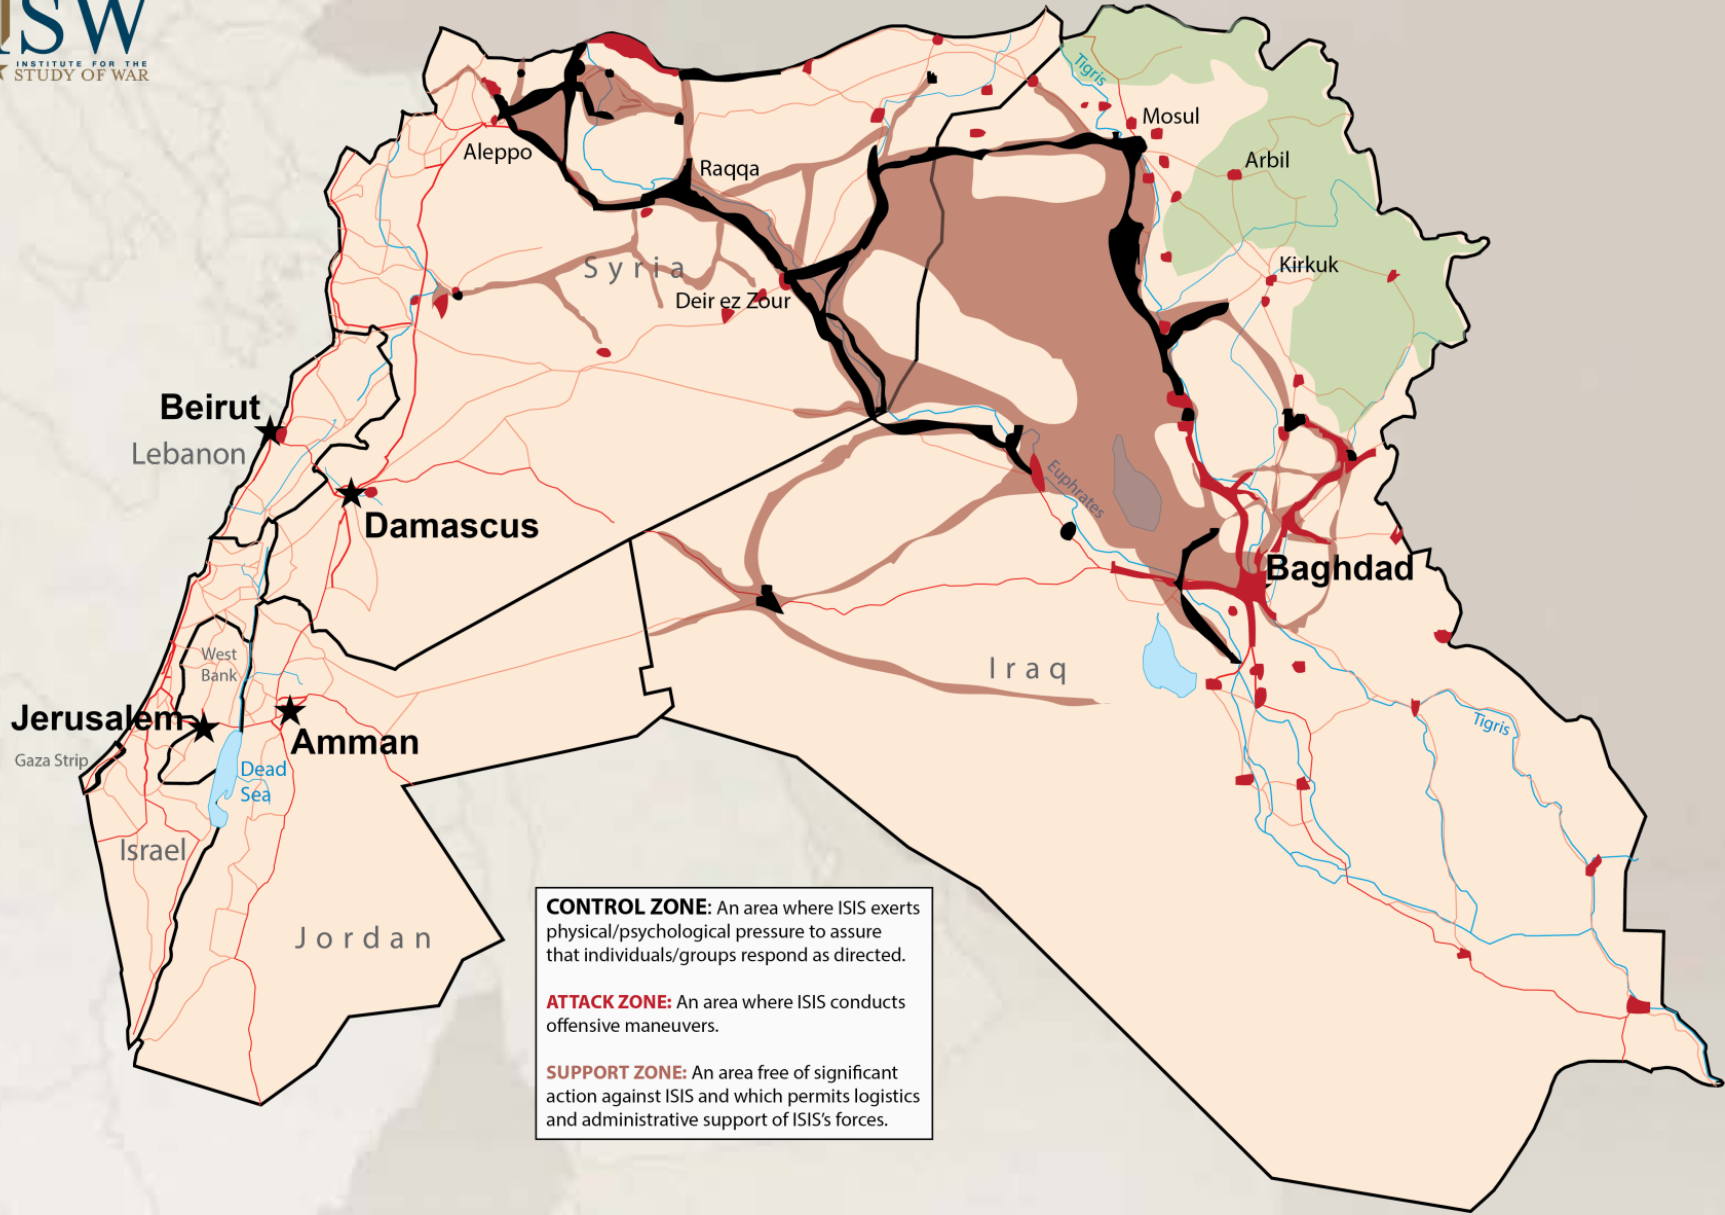 ISW
INSTITUTE FOR THE
STUDY OF WAR
Tigris
Mosul
Aleppo
Arbil
Raqqa
Syria
Kirkuk
Deir ez Zour
Beirut
Lebanon
Euphrates
Damascus
Baghdad
West
Bank
Iraq
Jerusalem
Amman
Gaza Strip
Tigris
Dead
Sea
Israel
Jordan
CONTROL ZONE: An area where ISIS exerts
physical/psychological pressure to assure
that individuals/groups respond as directed.
ATTACK ZONE: An area where ISIS conducts
offensive maneuvers.
SUPPORT ZONE: An area free of significant
action against ISIS and which permits logistics
and administrative support of ISIS's forces.